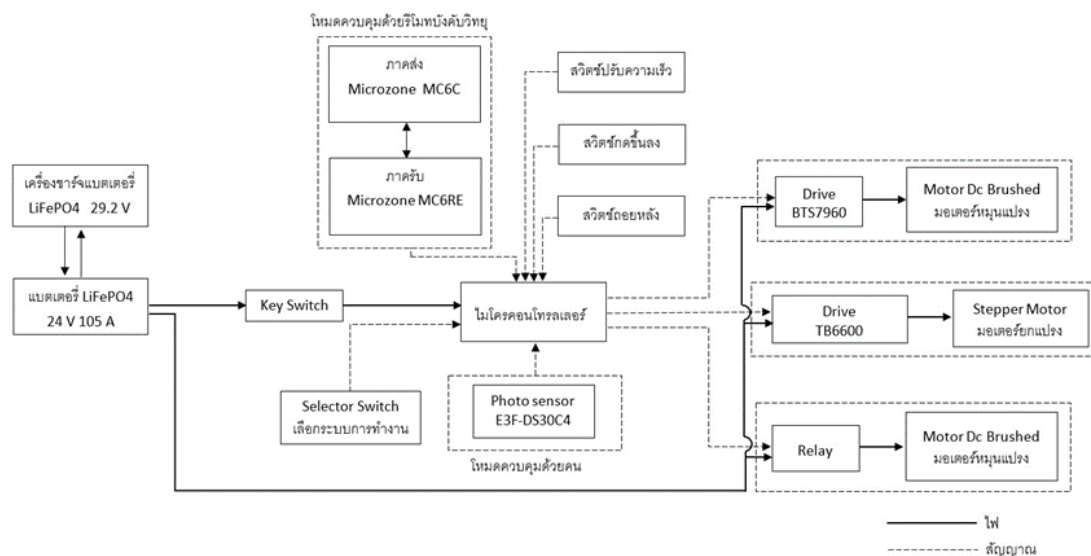 โหมดควบคุมด้วยรีโมทบังคับวิทยุ
ภาคส่ง
Microzone MC6C
ภาครับ
Microzone MC6RE
สวิตช์ปรับความเร็ว
สวิตช์กดขึ้นลง
สวิตช์ถอยหลัง
เครื่องชาร์จแบตเตอรี่
LiFePO4 29.2 V
แบตเตอรี่ LiFePO4
24 V 105 A
Key Switch
ไมโครคอนโทรลเลอร์
Selector Switch
เลือกระบบการทำงาน
Photo sensor
E3F-DS30C4
โหมดควบคุมด้วยคน
Drive
BTS7960
Motor Dc Brushed
มอเตอร์หมุนแปรง
Drive
TB6600
Stepper Motor
มอเตอร์ยกแปรง
Relay
Motor Dc Brushed
มอเตอร์หมุนแปรง
ไฟ
สัญญาณ